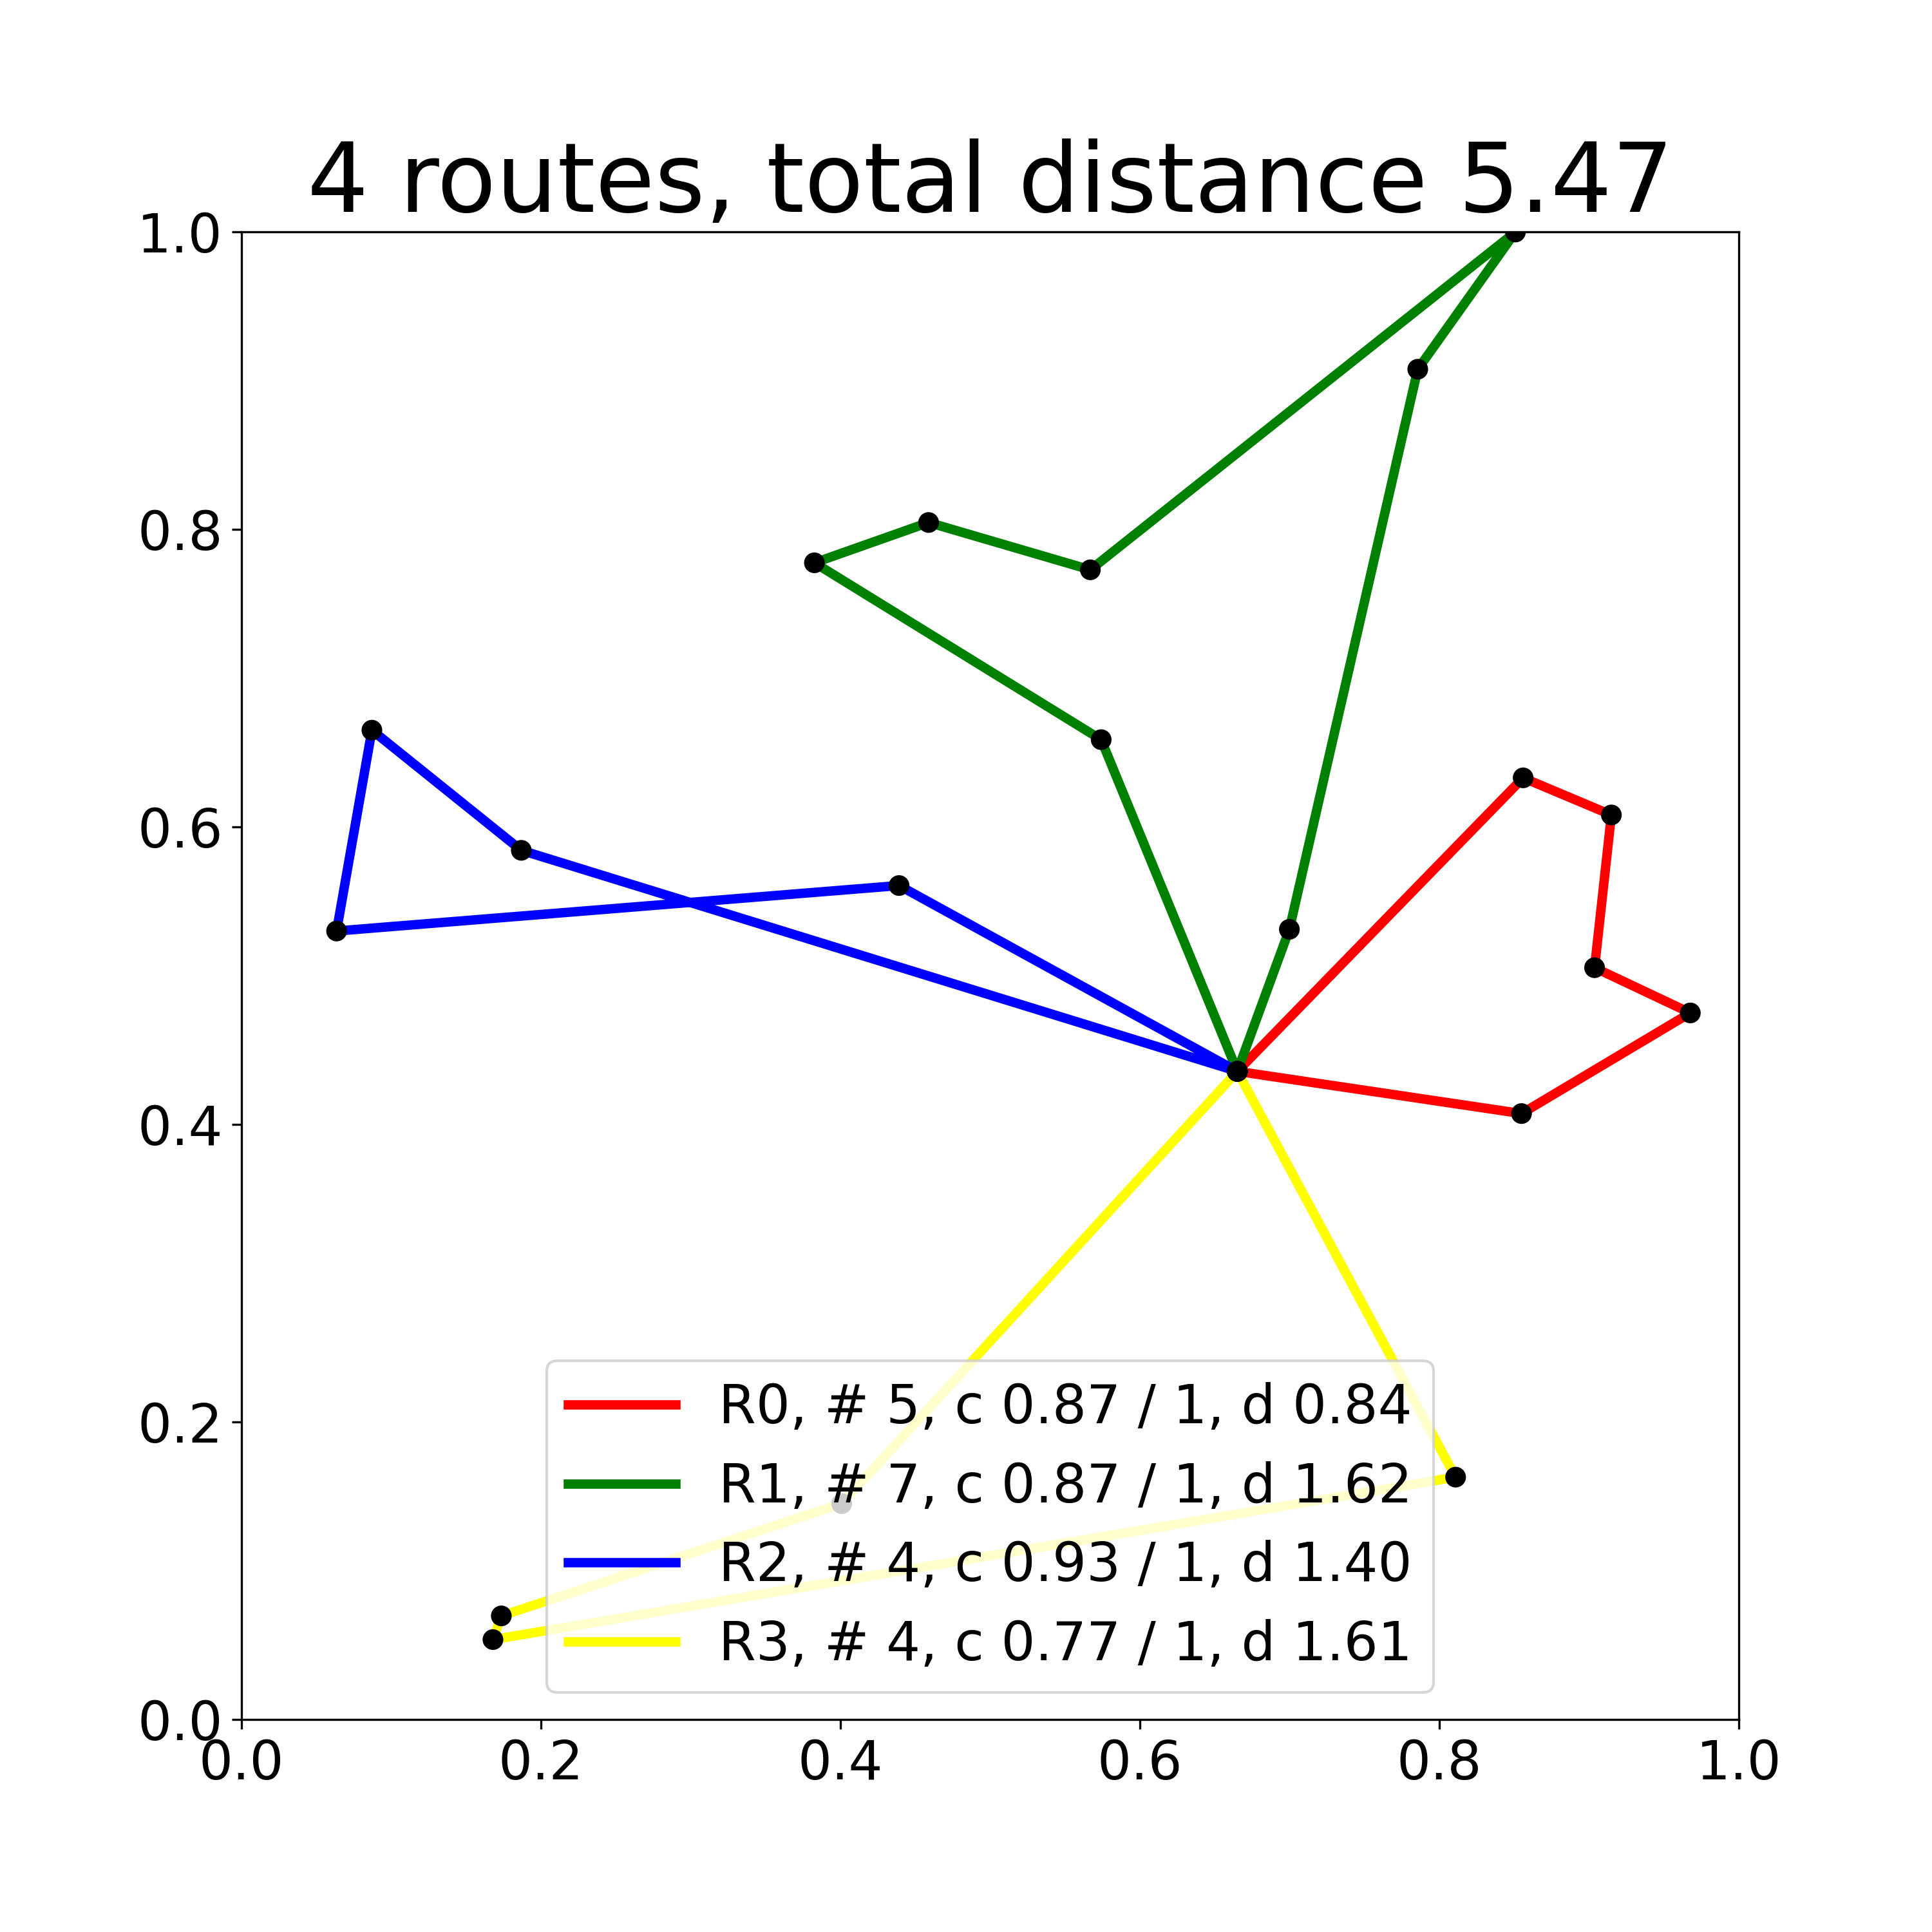 4 routes, total distance 5.47
1.0
0.8
0.6
0.4
0.2
0.0
R0, # 5, c 0.87 / 1, d 0.84
R1, # 7, c 0.87 / 1, d 1.62
R2, # 4, c 0.93 / 1, d 1.40
R3, # 4, c 0.77 / 1, d 1.61
0.0 0.2 0.4 0.6 0.8 1.0